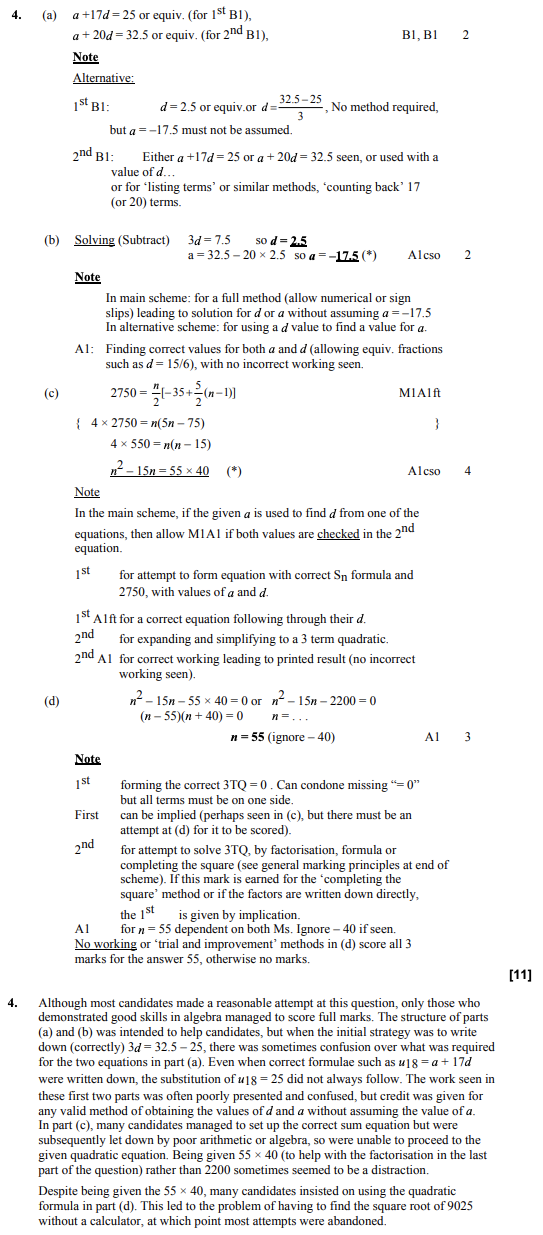 4. (a) a + 17d = 25 or equiv. (for 1st B1),
a + 20d = 32.5 or equiv. (for 2nd B1), B1, B1 2
Note
Alternative:
1st B1: d = 2.5 or equiv.or d = (32.5 – 25)/3, No method required,
but a = –17.5 must not be assumed.
2nd B1: Either a +17d = 25 or a + 20d = 32.5 seen, or used with a
value of d…
or for ‘listing terms’ or similar methods, ‘counting back’ 17
(or 20) terms.
(b) Solving (Subtract) 3d = 7.5 so d = 2.5
a = 32.5 – 20 × 2.5 so a = –17.5 (*) A1cso 2
Note
In main scheme: for a full method (allow numerical or sign
slips) leading to solution for d or a without assuming a = –17.5
In alternative scheme: for using a d value to find a value for a.
A1: Finding correct values for both a and d (allowing equiv. fractions
such as d = 15/6), with no incorrect working seen.
(c) 2750 = n/2[–35+5/2(n–1)] M1A1ft
{ 4 × 2750 = n(5n – 75) }
4 × 550 = n(n – 15)
n² – 15n = 55 × 40 (*) A1cso 4
Note
In the main scheme, if the given a is used to find d from one of the
equations, then allow M1A1 if both values are checked in the 2nd
equation.
1st for attempt to form equation with correct Sn formula and
2750, with values of a and d.
1st A1ft for a correct equation following through their d.
2nd for expanding and simplifying to a 3 term quadratic.
2nd A1 for correct working leading to printed result (no incorrect
working seen).
(d) n² – 15n – 55 × 40 = 0 or n² – 15n – 2200 = 0
(n – 55)(n + 40) = 0 n = . . .
n = 55 (ignore – 40) A1 3
Note
1st forming the correct 3TQ = 0 . Can condone missing “= 0”
but all terms must be on one side.
First can be implied (perhaps seen in (c), but there must be an
attempt at (d) for it to be scored).
2nd for attempt to solve 3TQ, by factorisation, formula or
completing the square (see general marking principles at end of
scheme). If this mark is earned for the ‘completing the
square’ method or if the factors are written down directly,
the 1st is given by implication.
A1 for n = 55 dependent on both Ms. Ignore – 40 if seen.
No working or ‘trial and improvement’ methods in (d) score all 3
marks for the answer 55, otherwise no marks.
[11]
4. Although most candidates made a reasonable attempt at this question, only those who
demonstrated good skills in algebra managed to score full marks. The structure of parts
(a) and (b) was intended to help candidates, but when the initial strategy was to write
down (correctly) 3d = 32.5 – 25, there was sometimes confusion over what was required
for the two equations in part (a). Even when correct formulae such as u18 = a + 17d
were written down, the substitution of u18 = 25 did not always follow. The work seen in
these first two parts was often poorly presented and confused, but credit was given for
any valid method of obtaining the values of d and a without assuming the value of a.
In part (c), many candidates managed to set up the correct sum equation but were
subsequently let down by poor arithmetic or algebra, so were unable to proceed to the
given quadratic equation. Being given 55 × 40 (to help with the factorisation in the last
part of the question) rather than 2200 sometimes seemed to be a distraction.
Despite being given the 55 × 40, many candidates insisted on using the quadratic
formula in part (d). This led to the problem of having to find the square root of 9025
without a calculator, at which point most attempts were abandoned.